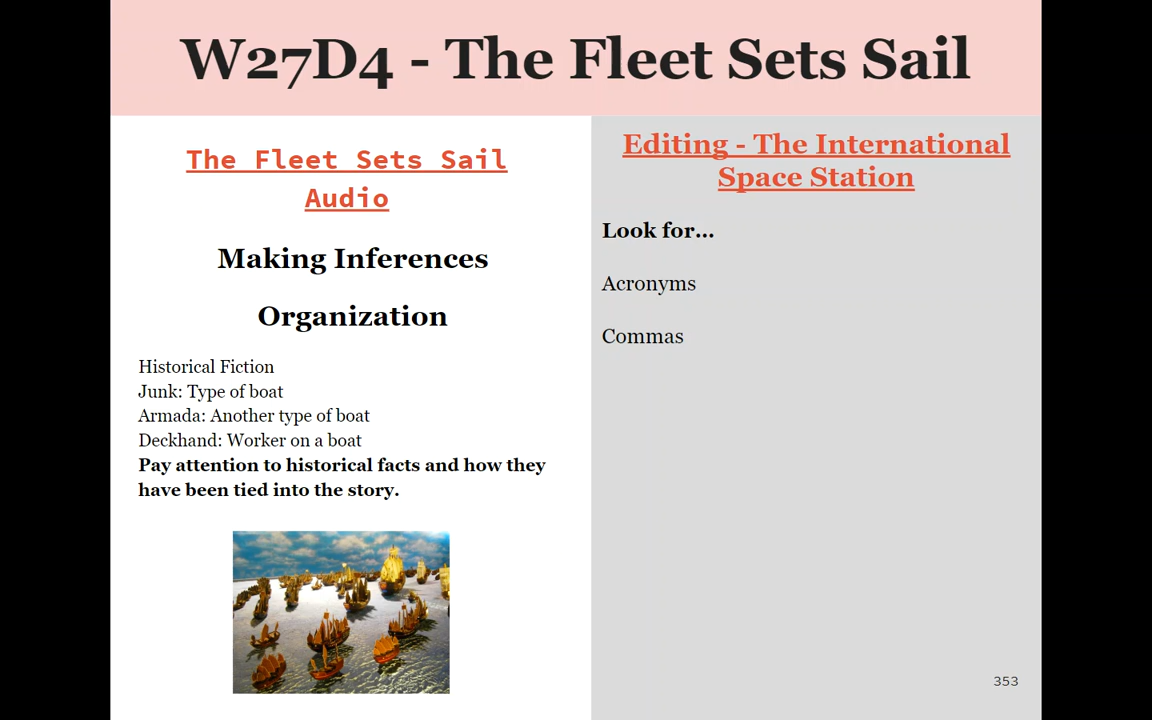 W27D4 - The Fleet Sets Sail
The Fleet Sets Sail
Audio
Making Inferences
Organization
Historical Fiction
Junk: Type of boat
Armada: Another type of boat
Deckhand: Worker on a boat
Pay attention to historical facts and how they
have been tied into the story.
Editing - The International
Space Station
Look for...
Acronyms
Commas
353